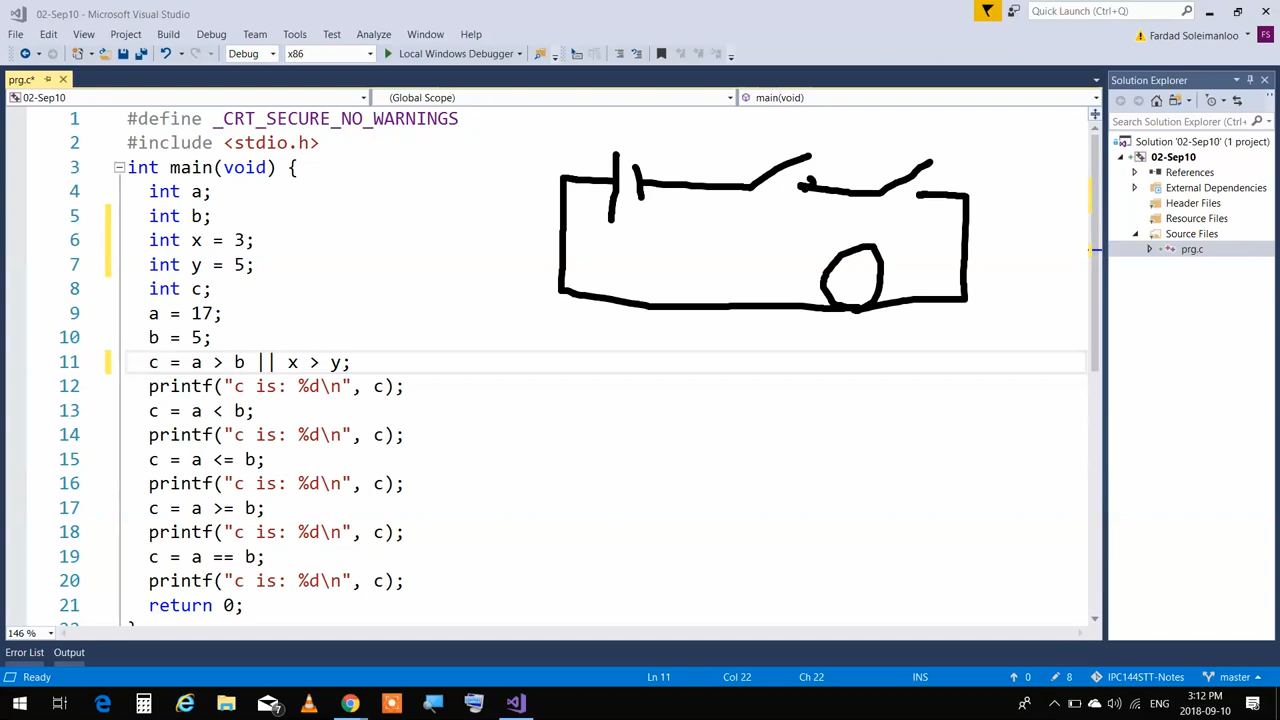 02-Sep10 - Microsoft Visual Studio
Quick Launch (Ctrl+Q)
File Edit View Project Build Debug Team Tools Test Analyze Window Help
Fardad Soleimanloo FS
Debug x86 Local Windows Debugger
prg.c*
Solution Explorer
02-Sep10 (Global Scope) main(void)
Search Solution Explorer (Ctrl+
1 #define _CRT_SECURE_NO_WARNINGS
2 #include <stdio.h>
3 int main(void) {
4 int a;
5 int b;
6 int x = 3;
7 int y = 5;
8 int c;
9 a = 17;
10 b = 5;
11 c = a > b || x > y;
12 printf("c is: %d\n", c);
13 c = a < b;
14 printf("c is: %d\n", c);
15 c = a <= b;
16 printf("c is: %d\n", c);
17 c = a >= b;
18 printf("c is: %d\n", c);
19 c = a == b;
20 printf("c is: %d\n", c);
21 return 0;
Solution '02-Sep10' (1 project)
02-Sep10
References
External Dependencies
Header Files
Resource Files
Source Files
prg.c
146 %
Error List Output
Ready Ln 11 Col 22 Ch 22 INS 0 8 IPC144STT-Notes master
7 ENG 3:12 PM
2018-09-10